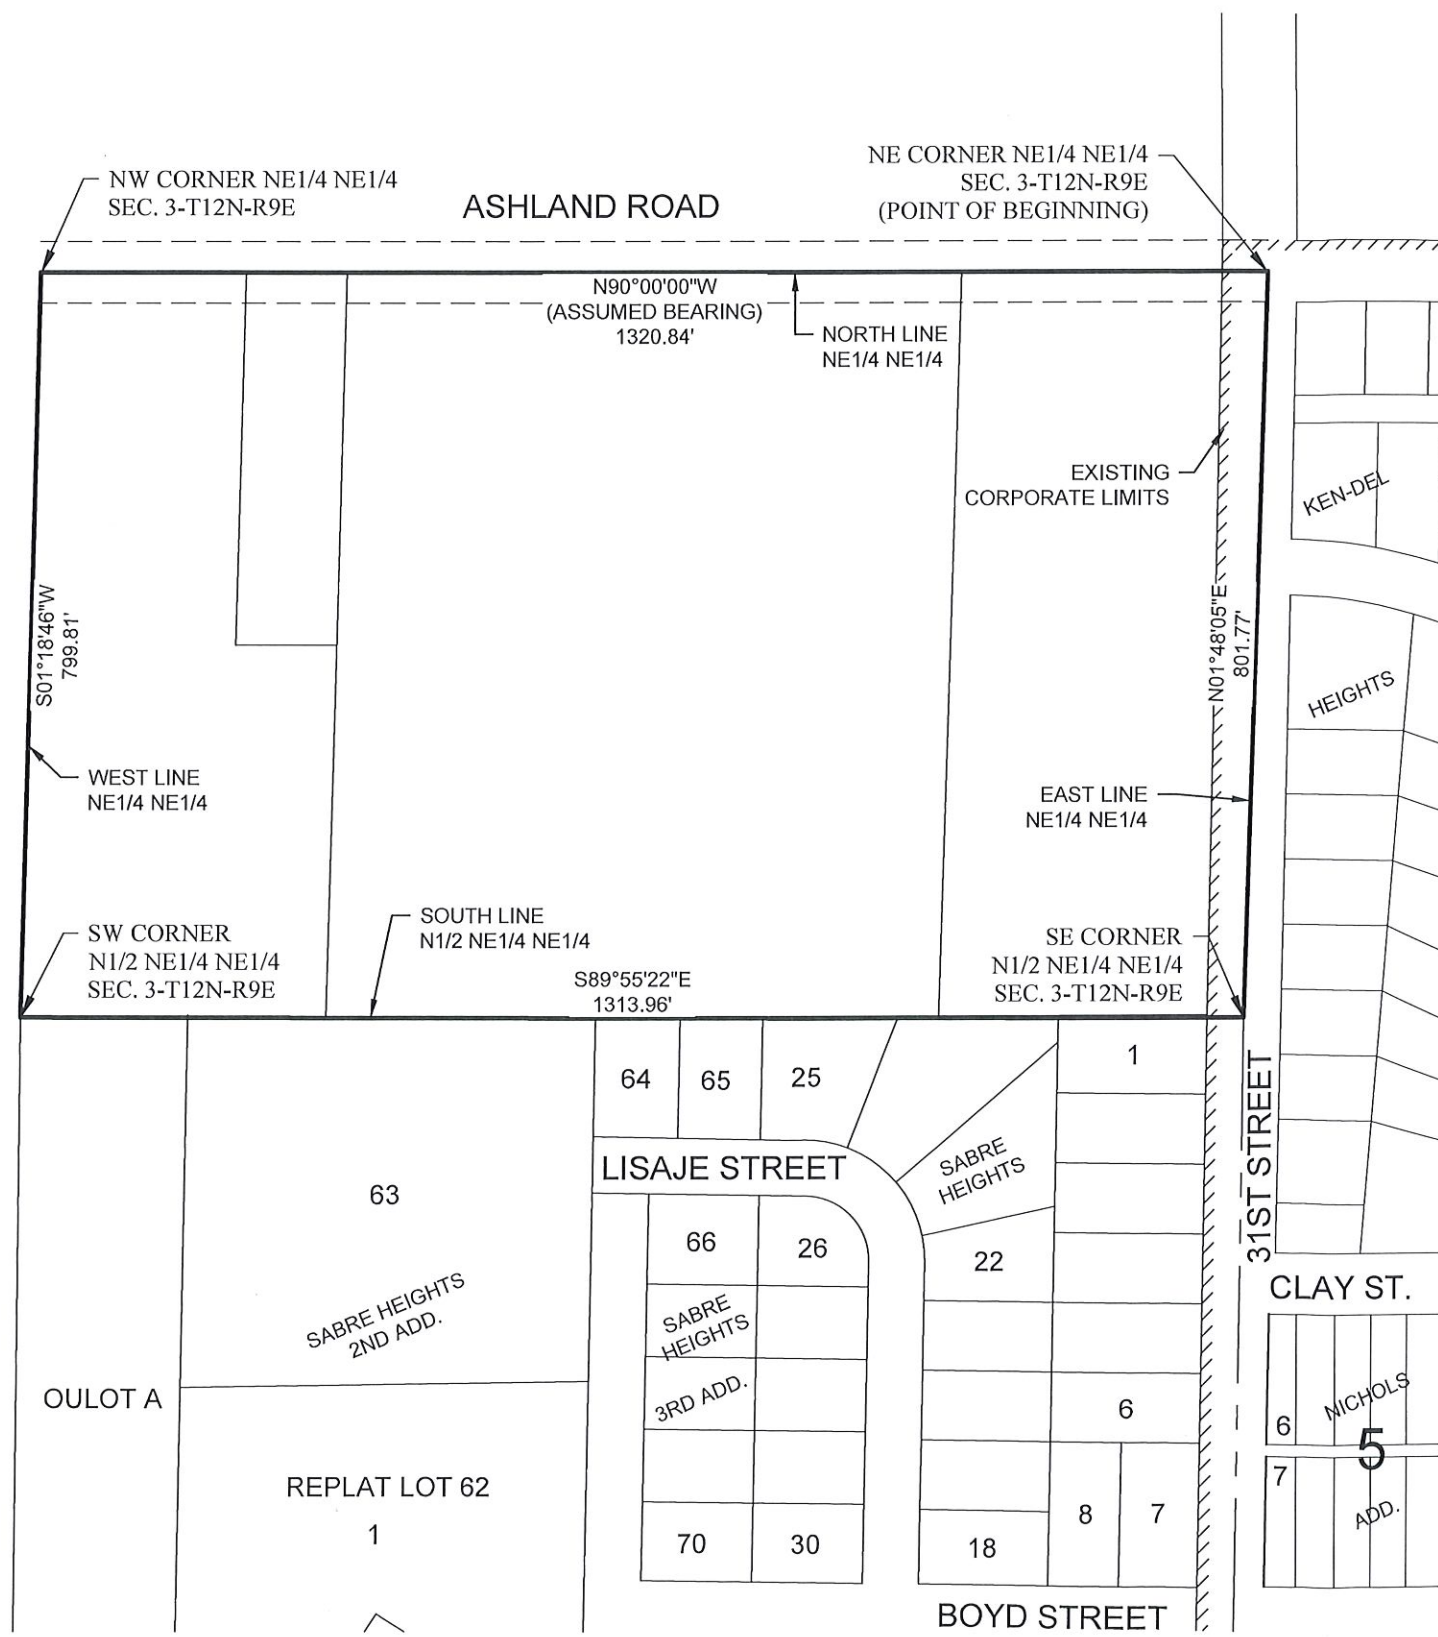 NW CORNER NE1/4 NE1/4
SEC. 3-T12N-R9E
ASHLAND ROAD
NE CORNER NE1/4 NE1/4
SEC. 3-T12N-R9E
(POINT OF BEGINNING)
N90°00'00"W
(ASSUMED BEARING)
1320.84'
NORTH LINE
NE1/4 NE1/4
EXISTING
CORPORATE LIMITS
KEN-DEL
HEIGHTS
S01°18'46"W
799.81'
N01°48'05"E
801.77'
WEST LINE
NE1/4 NE1/4
EAST LINE
NE1/4 NE1/4
SW CORNER
N1/2 NE1/4 NE1/4
SEC. 3-T12N-R9E
SOUTH LINE
N1/2 NE1/4 NE1/4
S89°55'22"E
1313.96'
SE CORNER
N1/2 NE1/4 NE1/4
SEC. 3-T12N-R9E
64
65
25
1
31ST STREET
LISAJE STREET
SABRE
HEIGHTS
63
66
26
22
CLAY ST.
SABRE HEIGHTS
2ND ADD.
SABRE
HEIGHTS
3RD ADD.
OULOT A
6
6
NICHOLS
5
7
ADD.
REPLAT LOT 62
1
8
7
70
30
18
BOYD STREET